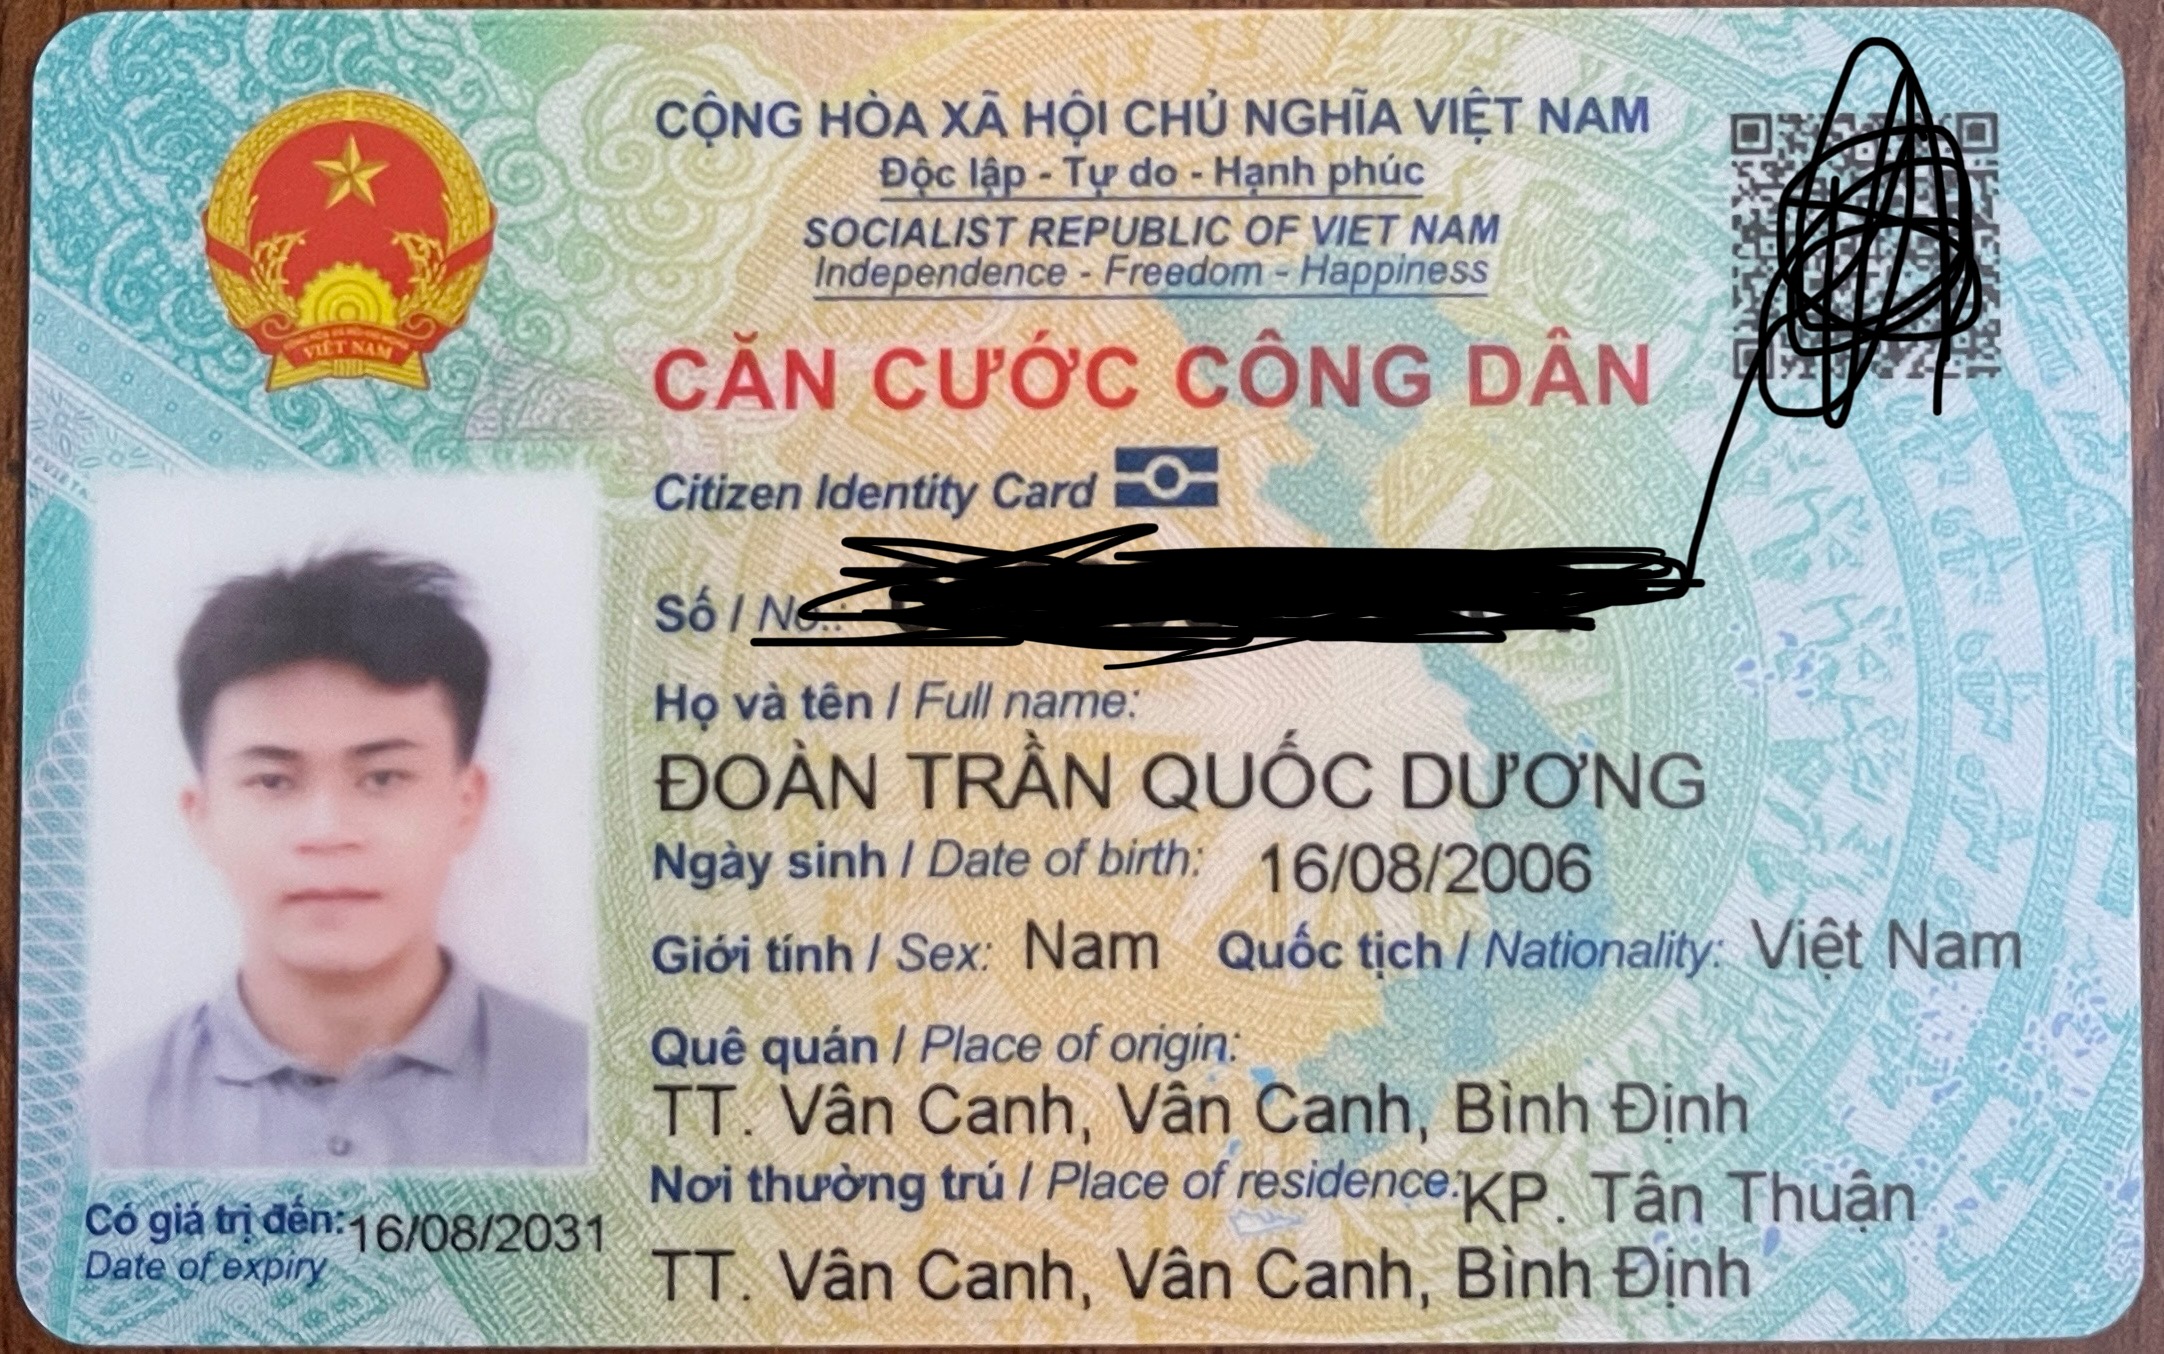 CỘNG HÒA XÃ HỘI CHỦ NGHĨA VIỆT NAM
Độc lập - Tự do - Hạnh phúc
SOCIALIST REPUBLIC OF VIET NAM
Independence - Freedom - Happiness
VIỆT NAM
CĂN CƯỚC CÔNG DÂN
Citizen Identity Card
Số / No.:
Họ và tên / Full name:
ĐOÀN TRẦN QUỐC DƯƠNG
Ngày sinh / Date of birth: 16/08/2006
Giới tính / Sex: Nam Quốc tịch / Nationality: Việt Nam
Quê quán / Place of origin:
TT. Vân Canh, Vân Canh, Bình Định
Nơi thường trú / Place of residence: KP. Tân Thuận
TT. Vân Canh, Vân Canh, Bình Định
Có giá trị đến: 16/08/2031
Date of expiry